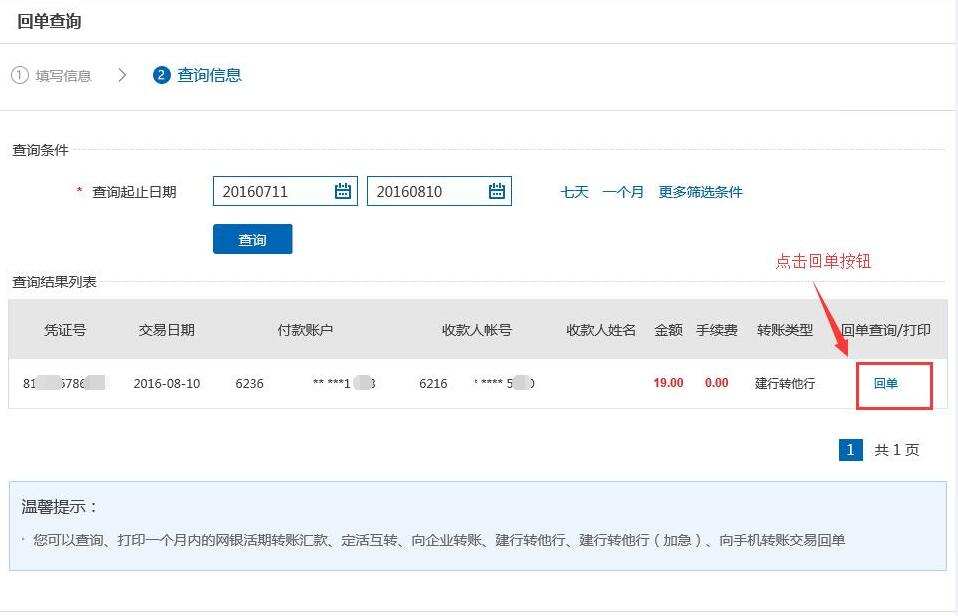 回单查询
1 填写信息 > 2 查询信息
查询条件
* 查询起止日期 20160711 20160810 七天 一个月 更多筛选条件
查询
点击回单按钮
查询结果列表
凭证号 交易日期 付款账户 收款人帐号 收款人姓名 金额 手续费 转账类型 回单查询/打印
81 5786 2016-08-10 6236 ** ***1 3 6216 * **** 5 0 19.00 0.00 建行转他行 回单
1 共 1 页
温馨提示：
· 您可以查询、打印一个月内的网银活期转账汇款、定活互转、向企业转账、建行转他行、建行转他行（加急）、向手机转账交易回单